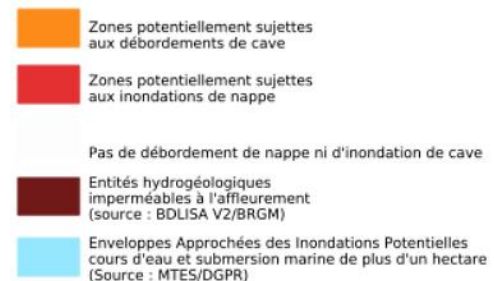 Zones potentiellement sujettes
aux débordements de cave
Zones potentiellement sujettes
aux inondations de nappe
Pas de débordement de nappe ni d'inondation de cave
Entités hydrogéologiques
imperméables à l'affleurement
(source : BDLISA V2/BRGM)
Enveloppes Approchées des Inondations Potentielles
cours d'eau et submersion marine de plus d'un hectare
(Source : MTES/DGPR)